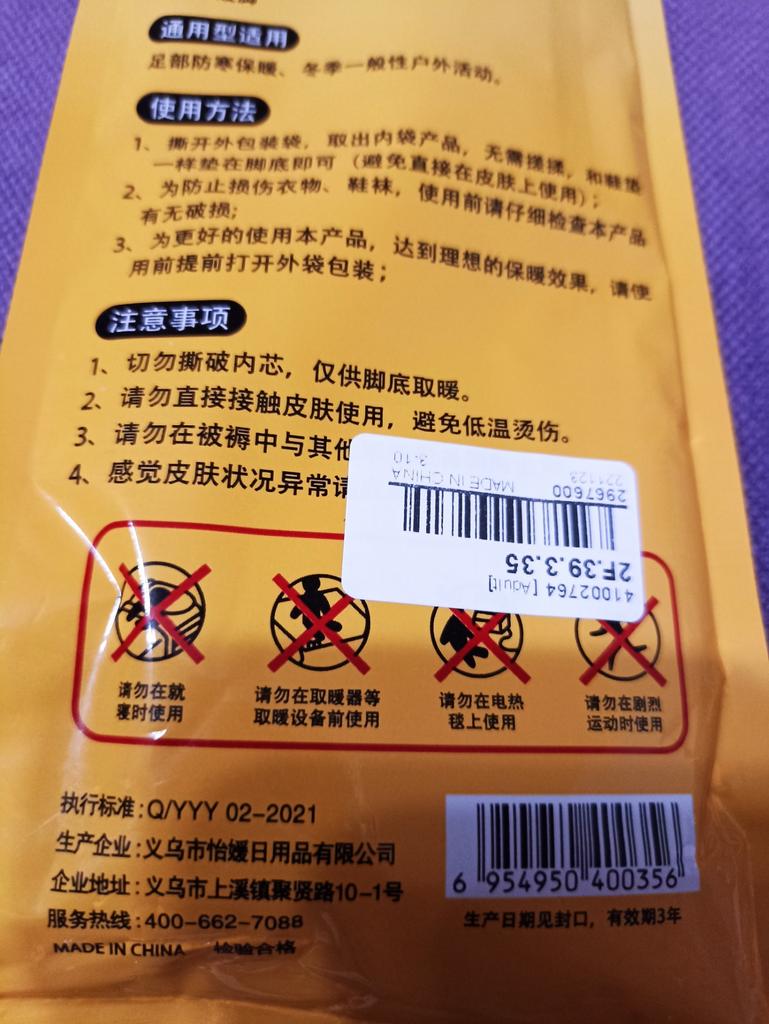 通用型适用
足部防寒保暖、冬季一般性户外活动。
使用方法
1、撕开外包装袋，取出内袋产品，无需搓揉，和鞋垫
一样垫在脚底即可（避免直接在皮肤上使用）；
2、为防止损伤衣物、鞋袜，使用前请仔细检查本产品
有无破损；
3、为更好的使用本产品，达到理想的保暖效果，请使
用前提前打开外袋包装；
注意事项
1、切勿撕破内芯，仅供脚底取暖。
2、请勿直接接触皮肤使用，避免低温烫伤。
3、请勿在被褥中与其他
4、感觉皮肤状况异常请
41002764 [Adult]
2F.39.3.35
2967600
MADE IN CHINA
221123
3.10
请勿在就
寝时使用
请勿在取暖器等
取暖设备前使用
请勿在电热
毯上使用
请勿在剧烈
运动时使用
执行标准:Q/YYY 02-2021
生产企业:义乌市怡媛日用品有限公司
企业地址:义乌市上溪镇聚贤路10-1号
服务热线:400-662-7088
MADE IN CHINA 检验合格
6 954950 400356
生产日期见封口，有效期3年